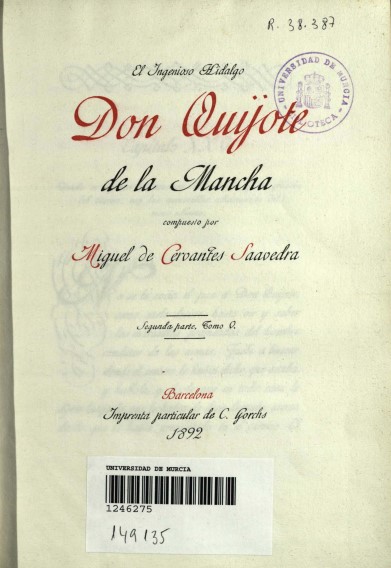 R. 38.387
El Ingenioso Hidalgo
UNIVERSIDAD DE MURCIA
BIBLIOTECA
Don Quijote
de la Mancha
compuesto por
Miguel de Cervantes Saavedra
Segunda parte, Tomo O.
Barcelona
Imprenta particular de C. Gorchs
1892
UNIVERSIDAD DE MURCIA
1246275
149135